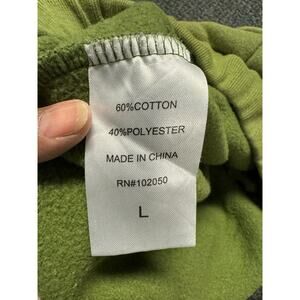 60%COTTON
40%POLYESTER
MADE IN CHINA
RN#102050
L